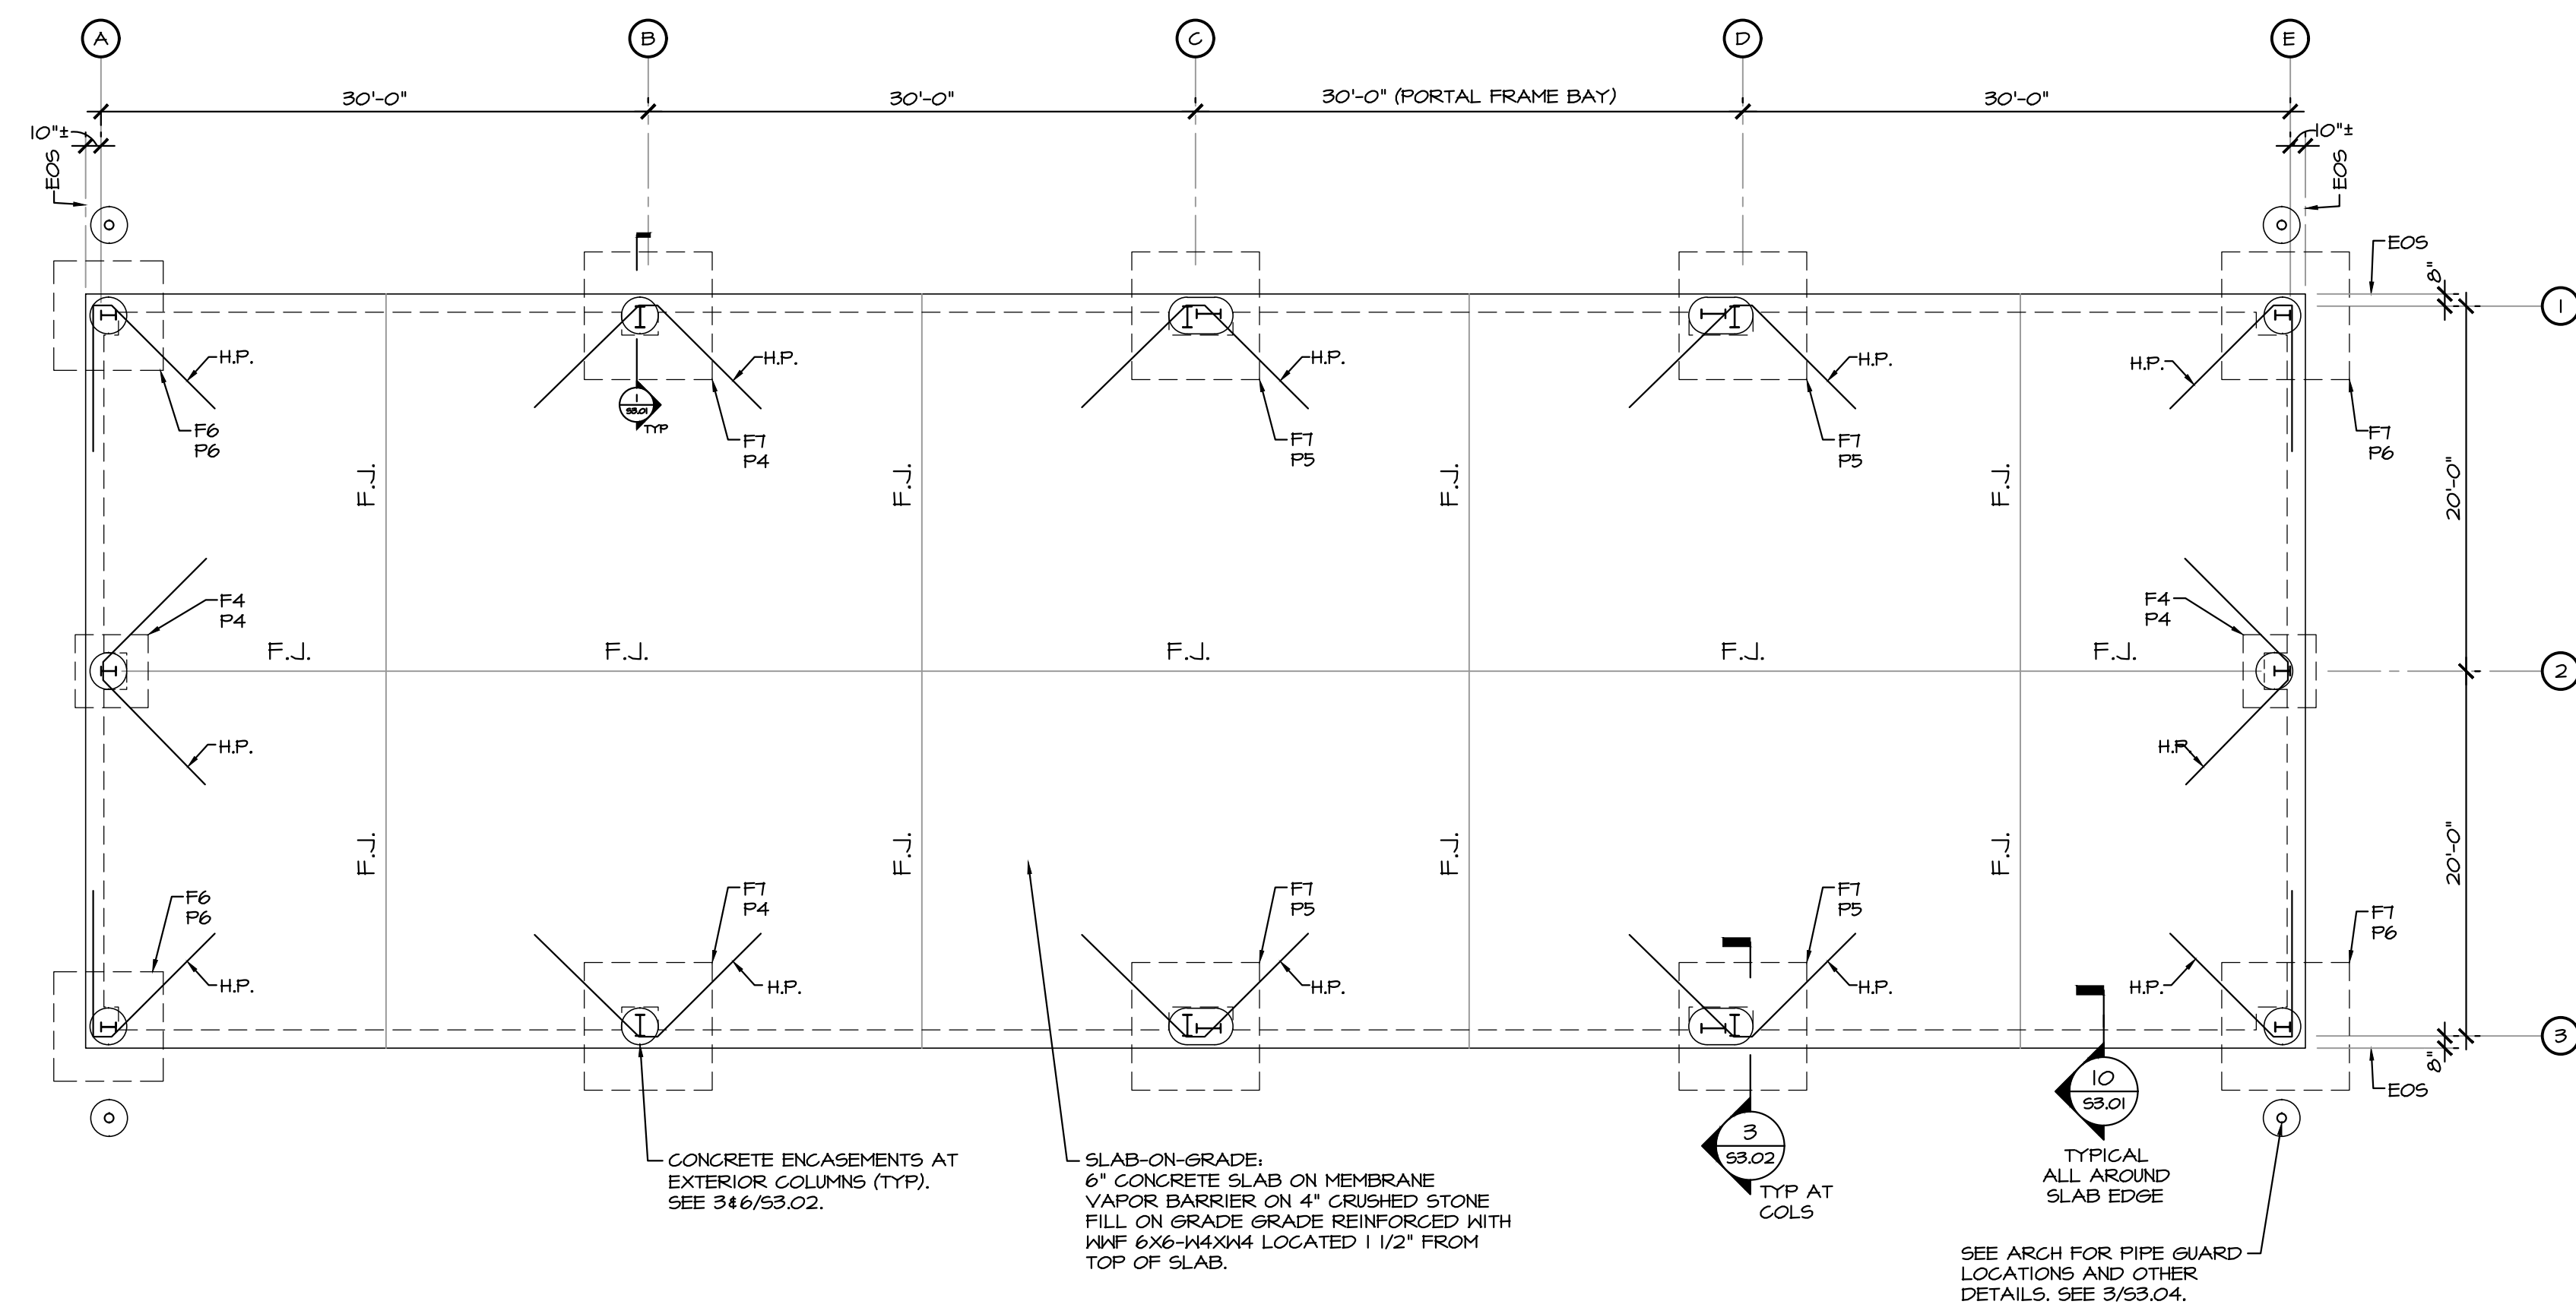 A
B
C
D
E
30'-0"
30'-0"
30'-0" (PORTAL FRAME BAY)
30'-0"
10"±
10"±
EOS
EOS
EOS
8"
1
H.P.
H.P.
H.P.
H.P.
H.P.
1
S3.01
TYP
F6
P6
F7
P4
F7
P5
F7
P5
F7
P6
F.J.
F.J.
F.J.
F.J.
20'-0"
F4
P4
F4
P4
F.J.
F.J.
F.J.
F.J.
F.J.
2
H.P.
H.P.
F.J.
F.J.
F.J.
F.J.
20'-0"
F6
P6
F7
P4
F7
P5
F7
P5
F7
P6
H.P.
H.P.
H.P.
H.P.
H.P.
3
8"
EOS
10
S3.01
TYPICAL
ALL AROUND
SLAB EDGE
3
S3.02
TYP AT
COLS
CONCRETE ENCASEMENTS AT
EXTERIOR COLUMNS (TYP).
SEE 3&6/S3.02.
SLAB-ON-GRADE:
6" CONCRETE SLAB ON MEMBRANE
VAPOR BARRIER ON 4" CRUSHED STONE
FILL ON GRADE GRADE REINFORCED WITH
WWF 6X6-W4XW4 LOCATED 1 1/2" FROM
TOP OF SLAB.
SEE ARCH FOR PIPE GUARD
LOCATIONS AND OTHER
DETAILS. SEE 3/S3.04.